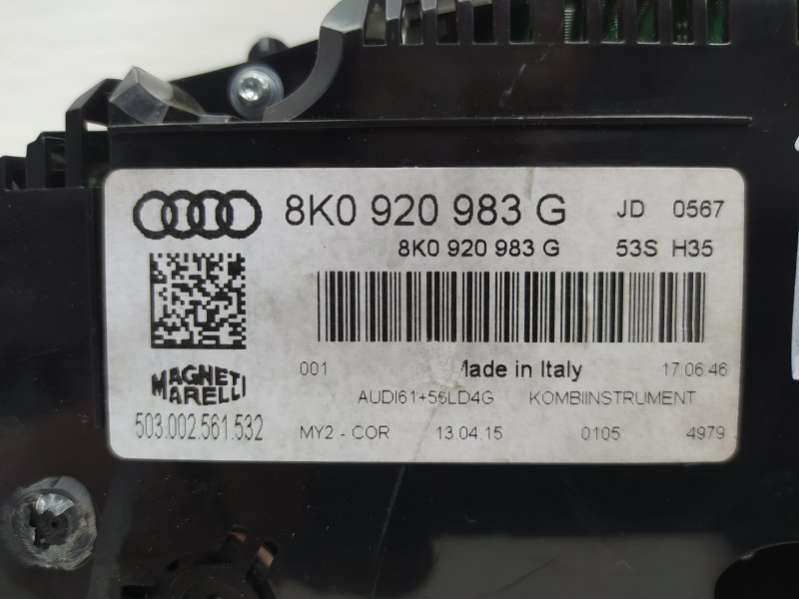 8K0 920 983 G JD 0567
8K0 920 983 G 53S H35
001 Made in Italy 17:06:46
MAGNETI
MARELLI
AUDI61+55LD4G KOMBIINSTRUMENT
503.002.561.532
MY2 - COR 13.04.15 0105 4979